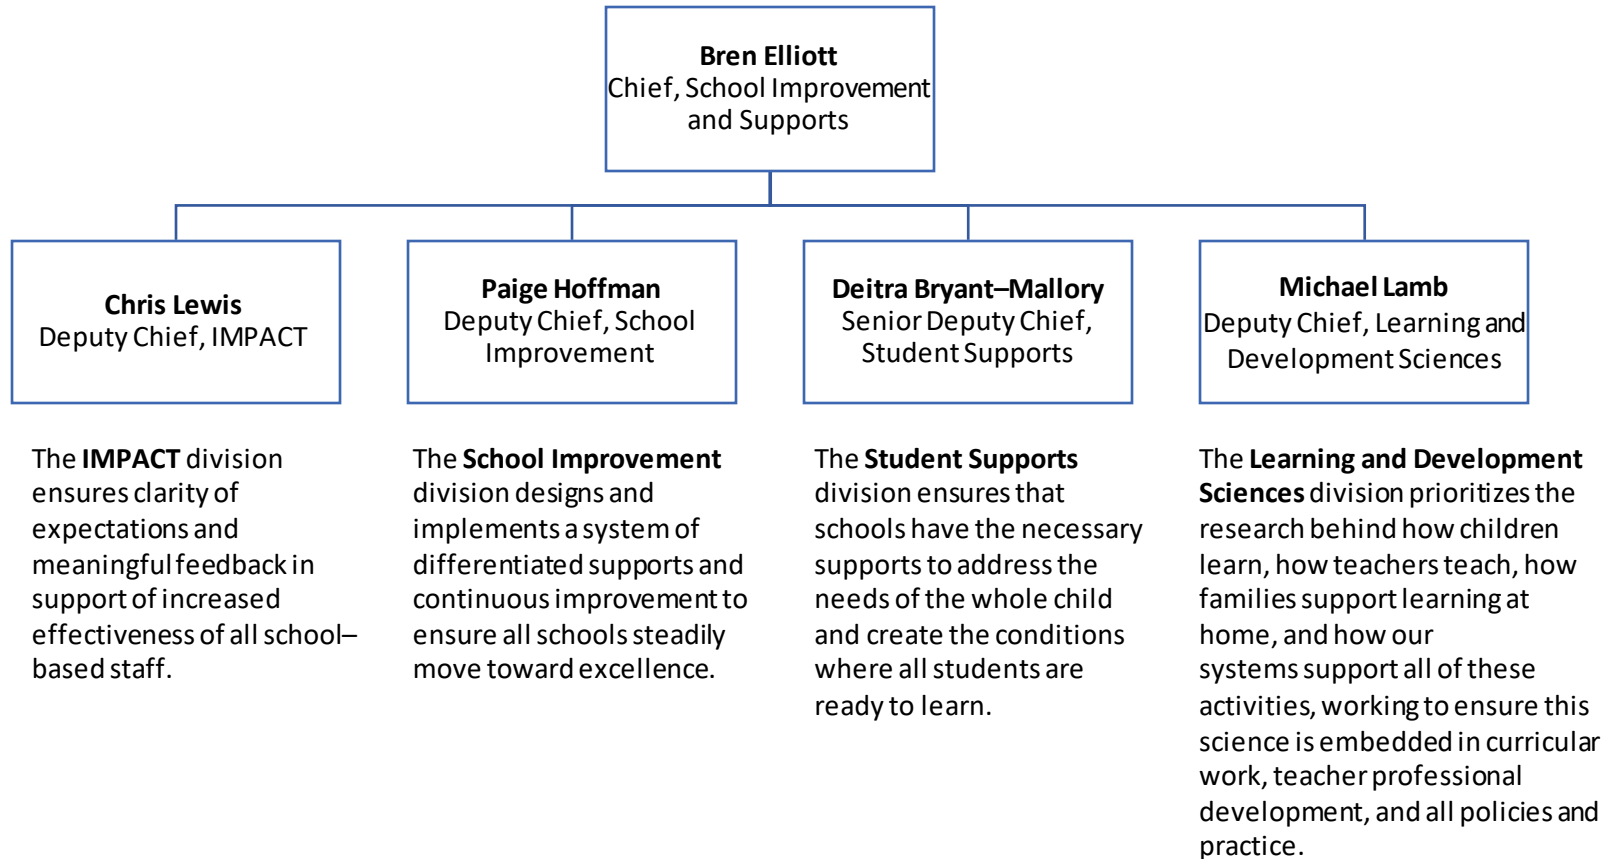 Bren Elliott
Chief, School Improvement
and Supports
Chris Lewis
Deputy Chief, IMPACT
Paige Hoffman
Deputy Chief, School
Improvement
Deitra Bryant–Mallory
Senior Deputy Chief,
Student Supports
Michael Lamb
Deputy Chief, Learning and
Development Sciences
The IMPACT division
ensures clarity of
expectations and
meaningful feedback in
support of increased
effectiveness of all school–
based staff.
The School Improvement
division designs and
implements a system of
differentiated supports and
continuous improvement to
ensure all schools steadily
move toward excellence.
The Student Supports
division ensures that
schools have the necessary
supports to address the
needs of the whole child
and create the conditions
where all students are
ready to learn.
The Learning and Development
Sciences division prioritizes the
research behind how children
learn, how teachers teach, how
families support learning at
home, and how our
systems support all of these
activities, working to ensure this
science is embedded in curricular
work, teacher professional
development, and all policies and
practice.